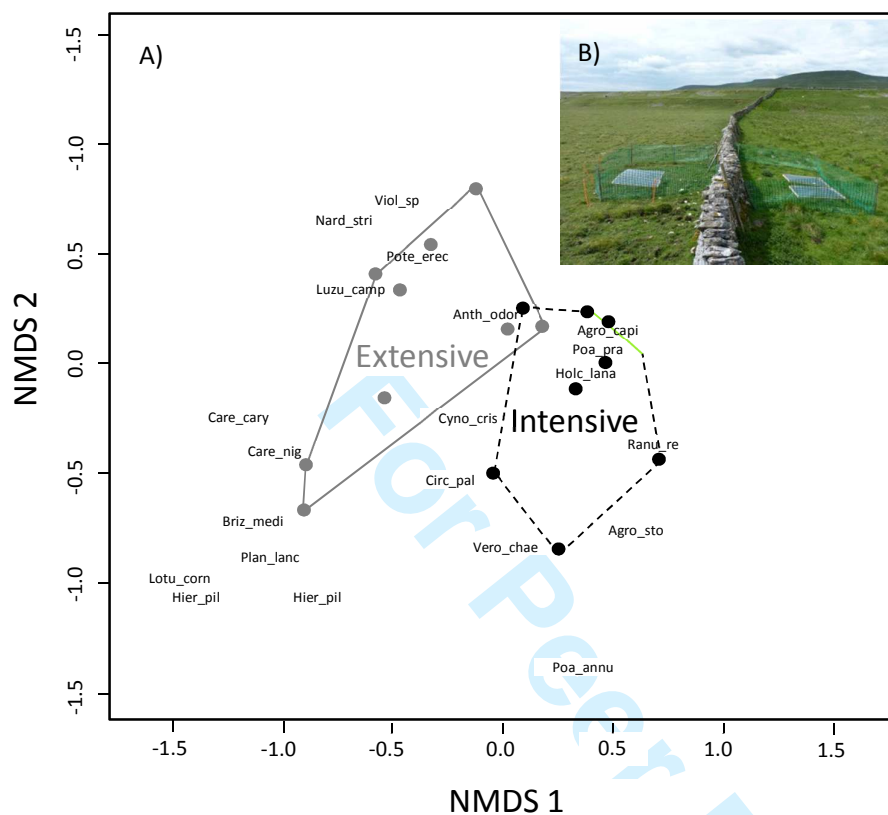 A)
B)
-1.5
-1.0
0.5
0.0
-0.5
-1.0
-1.5
NMDS 2
Viol_sp
Nard_stri
Pote_erec
Luzu_camp
Anth_odor
Agro_capi
Poa_pra
Extensive
Holc_lana
Care_cary
Cyno_cris
Intensive
Care_nig
Ranu_re
Circ_pal
Briz_medi
Agro_sto
Vero_chae
Plan_lanc
Lotu_corn
Hier_pil
Hier_pil
Poa_annu
For Peer
-1.5 -1.0 -0.5 0.0 0.5 1.0 1.5
NMDS 1